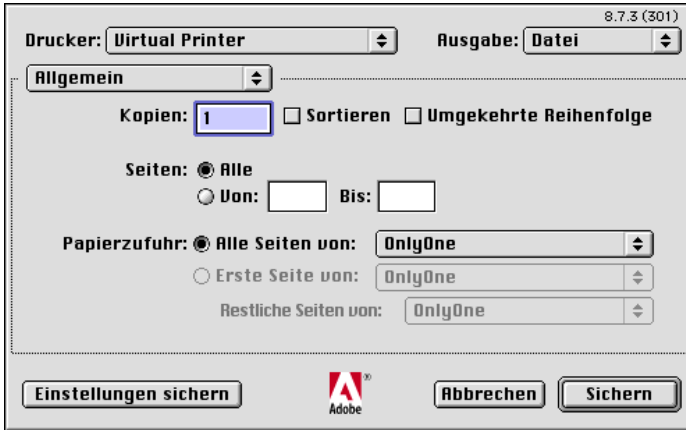 8.7.3 (301)
Drucker: Virtual Printer Ausgabe: Datei
Allgemein
Kopien: 1 Sortieren Umgekehrte Reihenfolge
Seiten: Alle
Von: Bis:
Papierzufuhr: Alle Seiten von: OnlyOne
Erste Seite von: OnlyOne
Restliche Seiten von: OnlyOne
Einstellungen sichern Adobe® Abbrechen Sichern